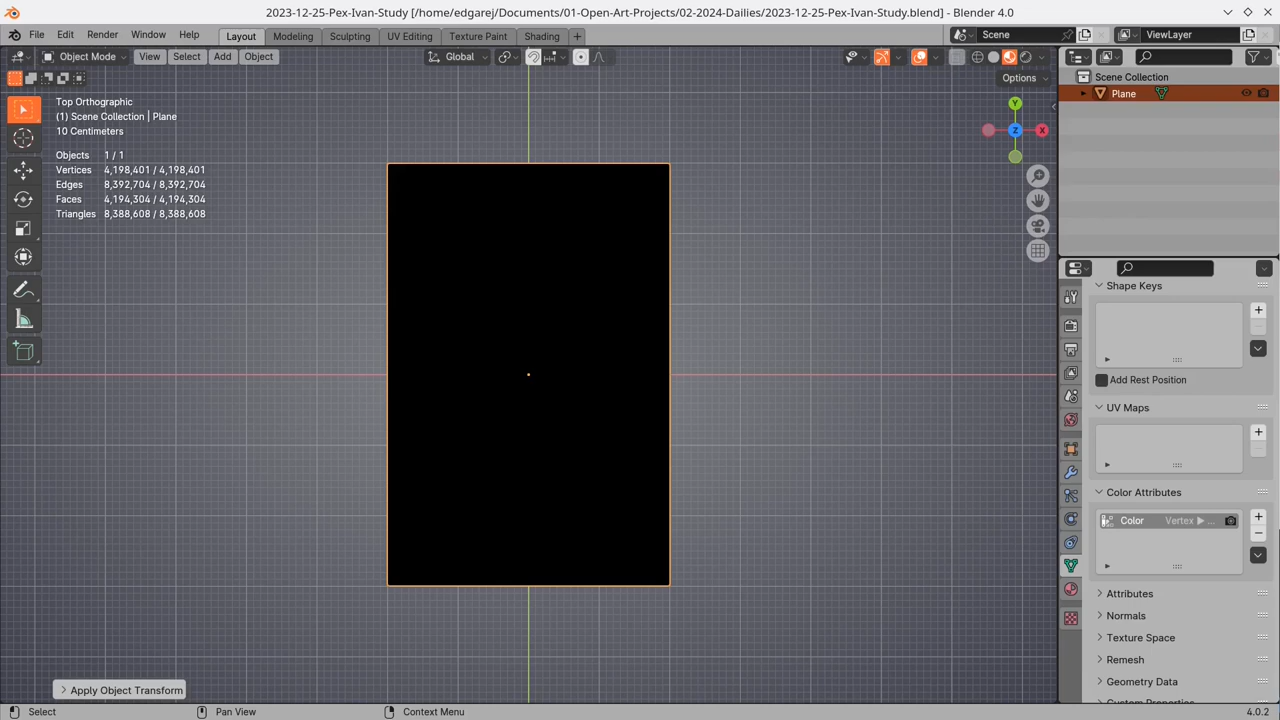 2023-12-25-Pex-Ivan-Study [/home/edgarej/Documents/01-Open-Art-Projects/02-2024-Dailies/2023-12-25-Pex-Ivan-Study.blend] - Blender 4.0
File Edit Render Window Help Layout Modeling Sculpting UV Editing Texture Paint Shading + Scene ViewLayer
Object Mode View Select Add Object Global
Options
Top Orthographic
(1) Scene Collection | Plane
10 Centimeters
Objects 1 / 1
Vertices 4,198,401 / 4,198,401
Edges 8,392,704 / 8,392,704
Faces 4,194,304 / 4,194,304
Triangles 8,388,608 / 8,388,608
Y
Z X
Scene Collection
Plane
Shape Keys
Add Rest Position
UV Maps
Color Attributes
Color Vertex ▶ ...
Attributes
Normals
Texture Space
Remesh
Geometry Data
Custom Properties
Apply Object Transform
Select Pan View Context Menu 4.0.2